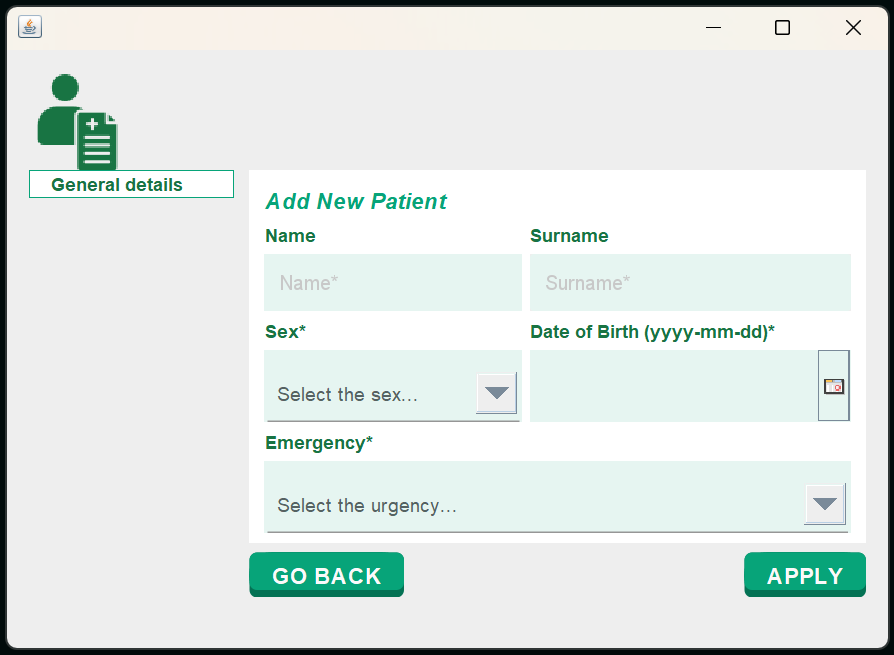 General details
Add New Patient
Name Surname
Name* Surname*
Sex* Date of Birth (yyyy-mm-dd)*
Select the sex...
Emergency*
Select the urgency...
GO BACK APPLY